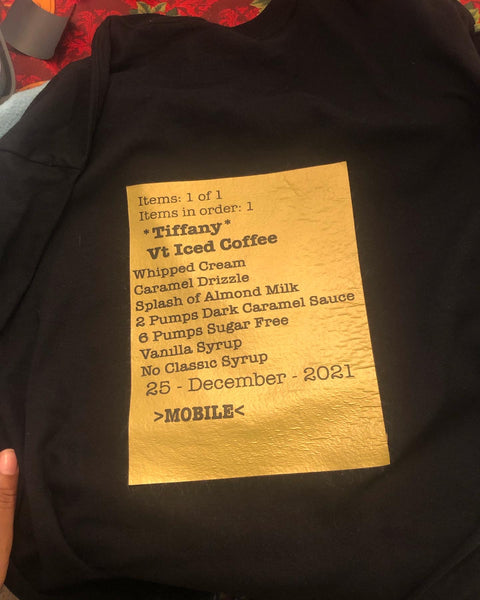 Items: 1 of 1
Items in order: 1
*Tiffany*
Vt Iced Coffee
Whipped Cream
Caramel Drizzle
Splash of Almond Milk
2 Pumps Dark Caramel Sauce
6 Pumps Sugar Free
Vanilla Syrup
No Classic Syrup
25 - December - 2021
>MOBILE<